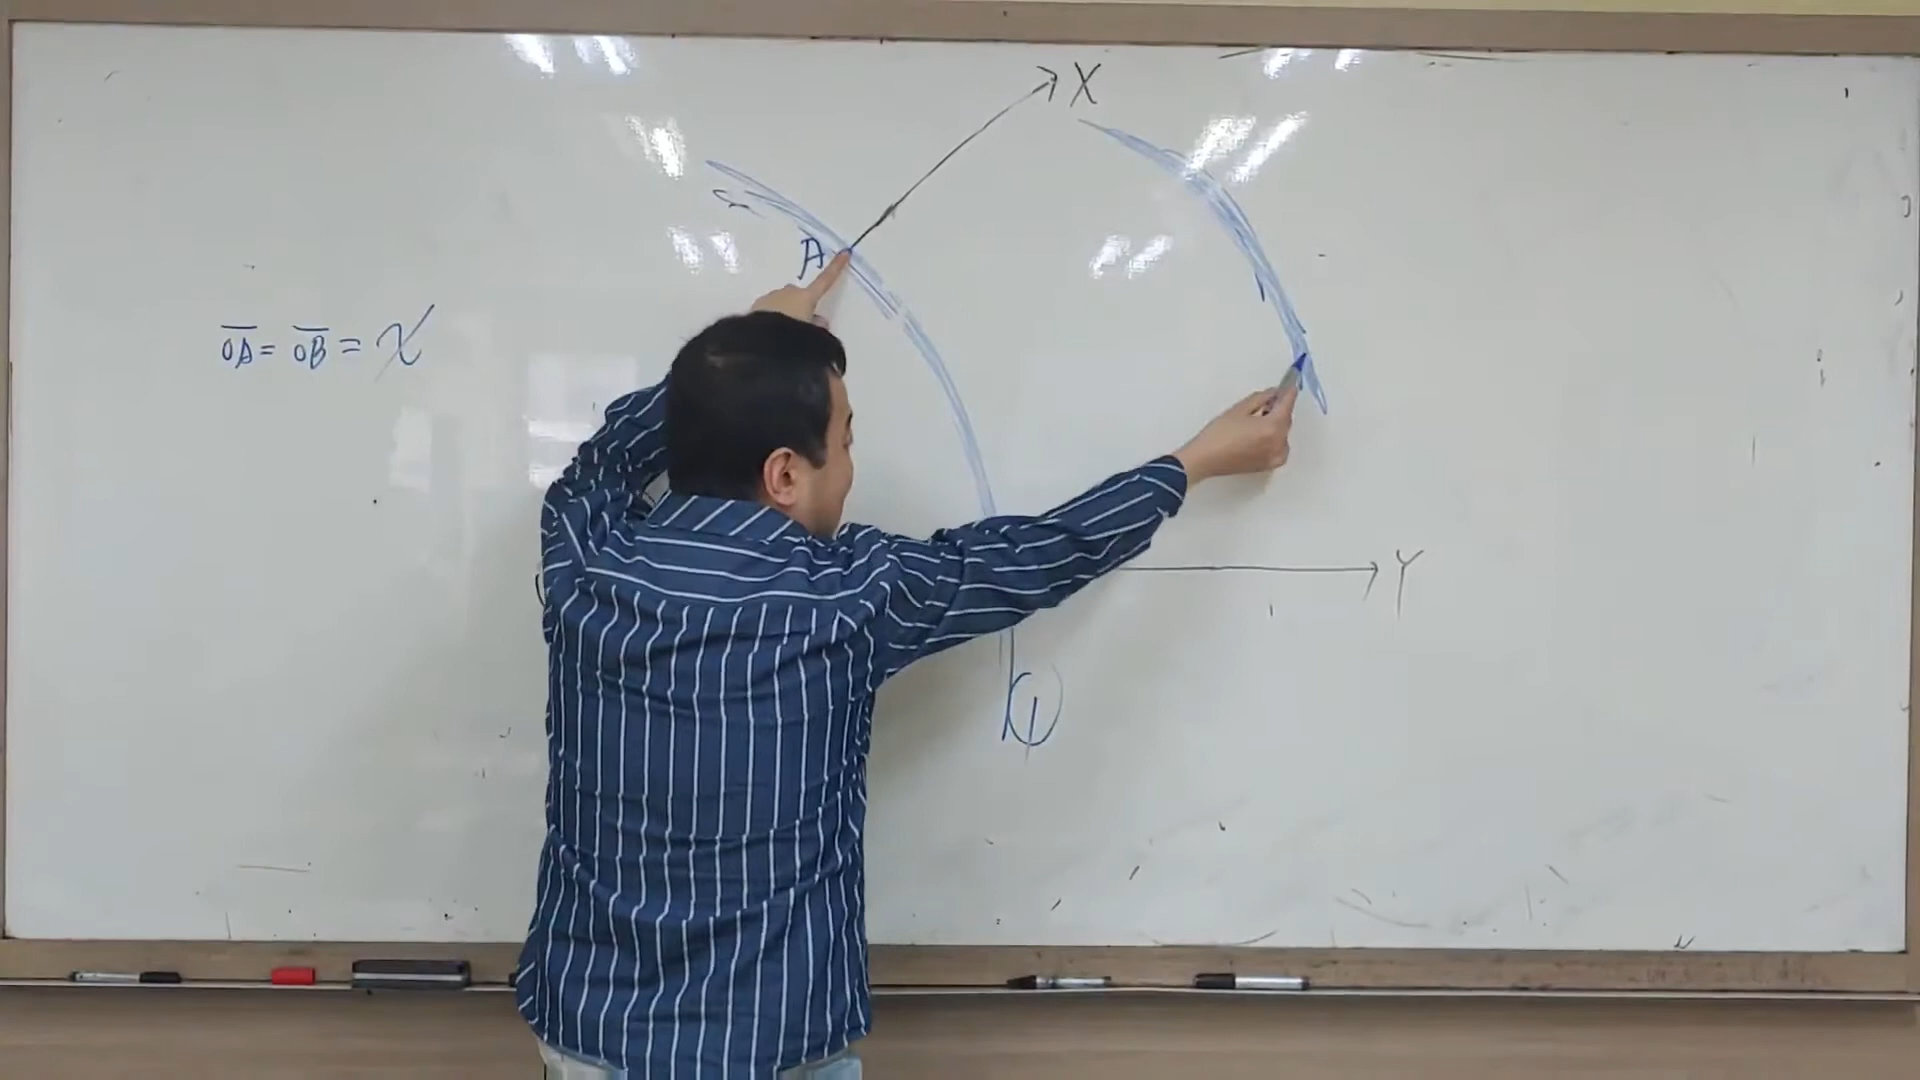 X
A
OA = OB = x
Y